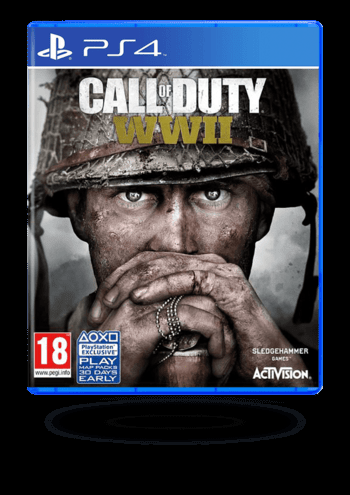 PS4
CALL OF DUTY
WWII
18
www.pegi.info
PlayStation
EXCLUSIVE
PLAY
MAP PACKS
30 DAYS
EARLY
SLEDGEHAMMER
GAMES
ACTIVISION